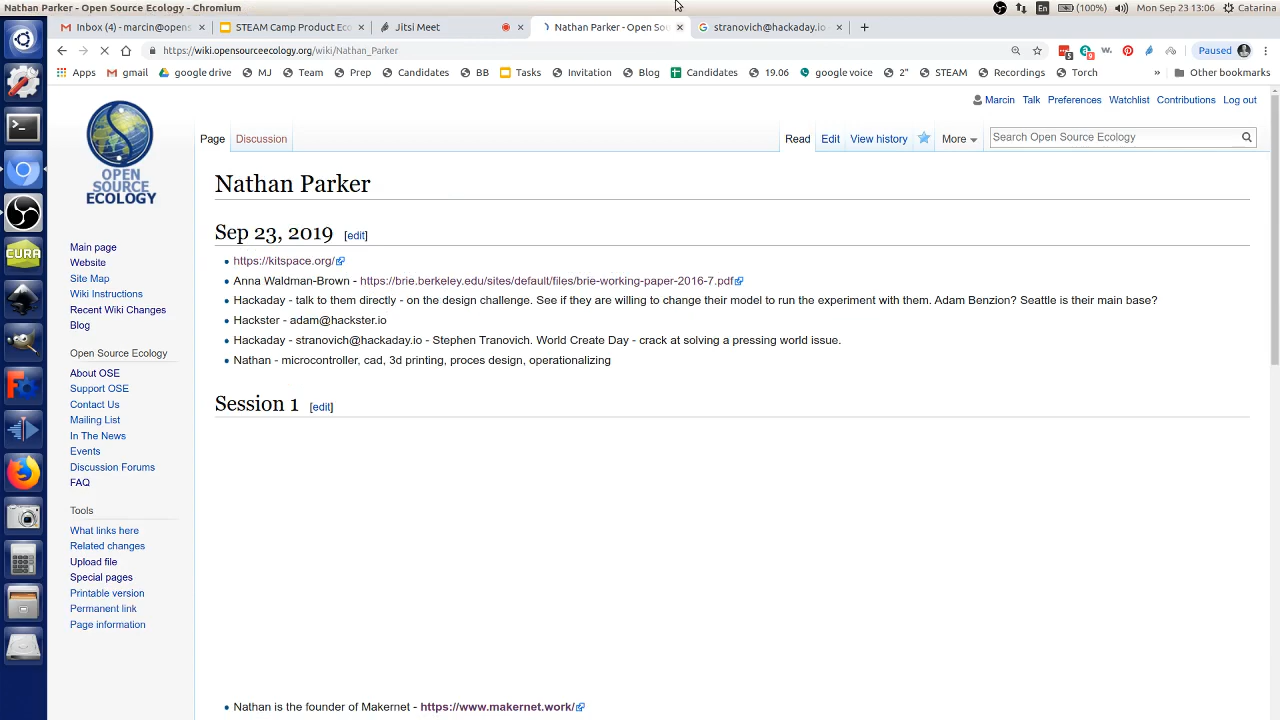 Nathan Parker - Open Source Ecology - Chromium
En
(100%)
Mon Sep 23 13:06
Catarina
Inbox (4) - marcin@opens
STEAM Camp Product Eco
Jitsi Meet
Nathan Parker - Open Sou
stranovich@hackaday.io -
https://wiki.opensourceecology.org/wiki/Nathan_Parker
5
9
W.
Paused
Apps
gmail
google drive
MJ
Team
Prep
Candidates
BB
Tasks
Invitation
Blog
Candidates
19.06
google voice
2"
STEAM
Recordings
Torch
»
Other bookmarks
Marcin
Talk
Preferences
Watchlist
Contributions
Log out
OPEN
SOURCE
ECOLOGY
Page
Discussion
Read
Edit
View history
More
Search Open Source Ecology
CURA
Main page
Website
Site Map
Wiki Instructions
Recent Wiki Changes
Blog
Open Source Ecology
About OSE
Support OSE
Contact Us
Mailing List
In The News
Events
Discussion Forums
FAQ
Tools
What links here
Related changes
Upload file
Special pages
Printable version
Permanent link
Page information
Nathan Parker
Sep 23, 2019 [edit]
https://kitspace.org/
Anna Waldman-Brown - https://brie.berkeley.edu/sites/default/files/brie-working-paper-2016-7.pdf
Hackaday - talk to them directly - on the design challenge. See if they are willing to change their model to run the experiment with them. Adam Benzion? Seattle is their main base?
Hackster - adam@hackster.io
Hackaday - stranovich@hackaday.io - Stephen Tranovich. World Create Day - crack at solving a pressing world issue.
Nathan - microcontroller, cad, 3d printing, proces design, operationalizing
Session 1 [edit]
Nathan is the founder of Makernet - https://www.makernet.work/